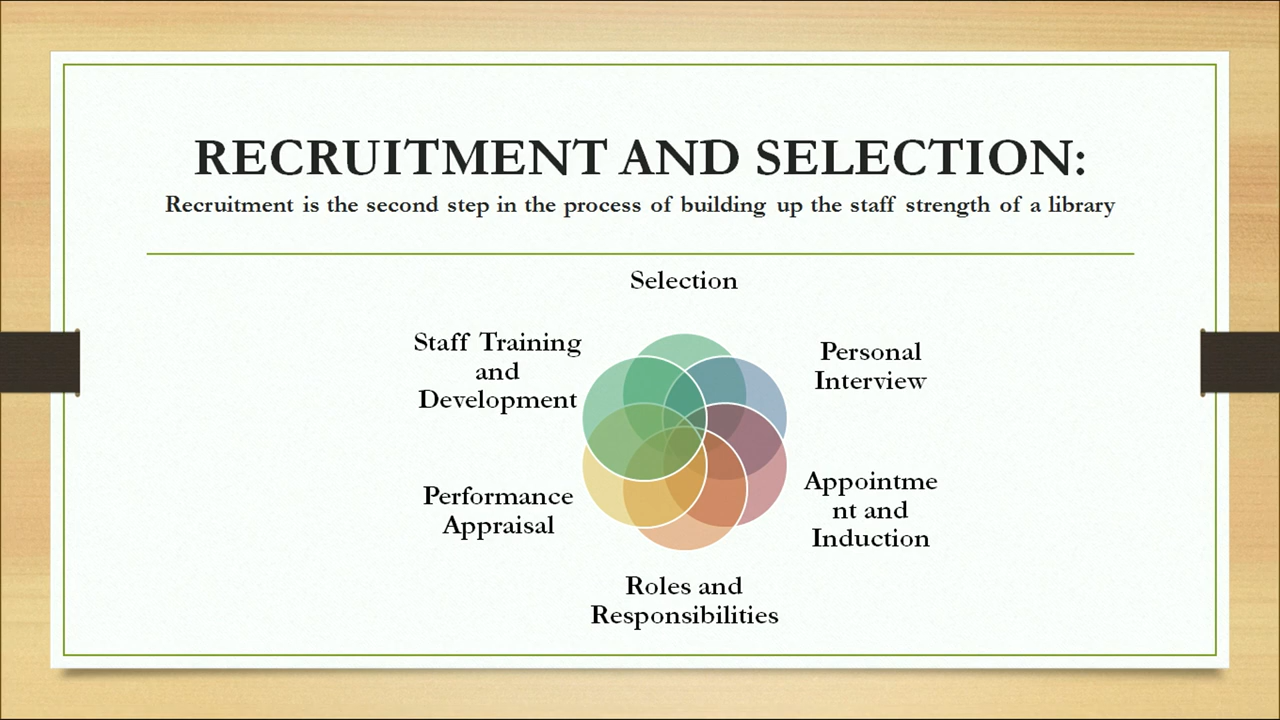 RECRUITMENT AND SELECTION:
Recruitment is the second step in the process of building up the staff strength of a library
Selection
Personal
Interview
Appointme
nt and
Induction
Roles and
Responsibilities
Performance
Appraisal
Staff Training
and
Development